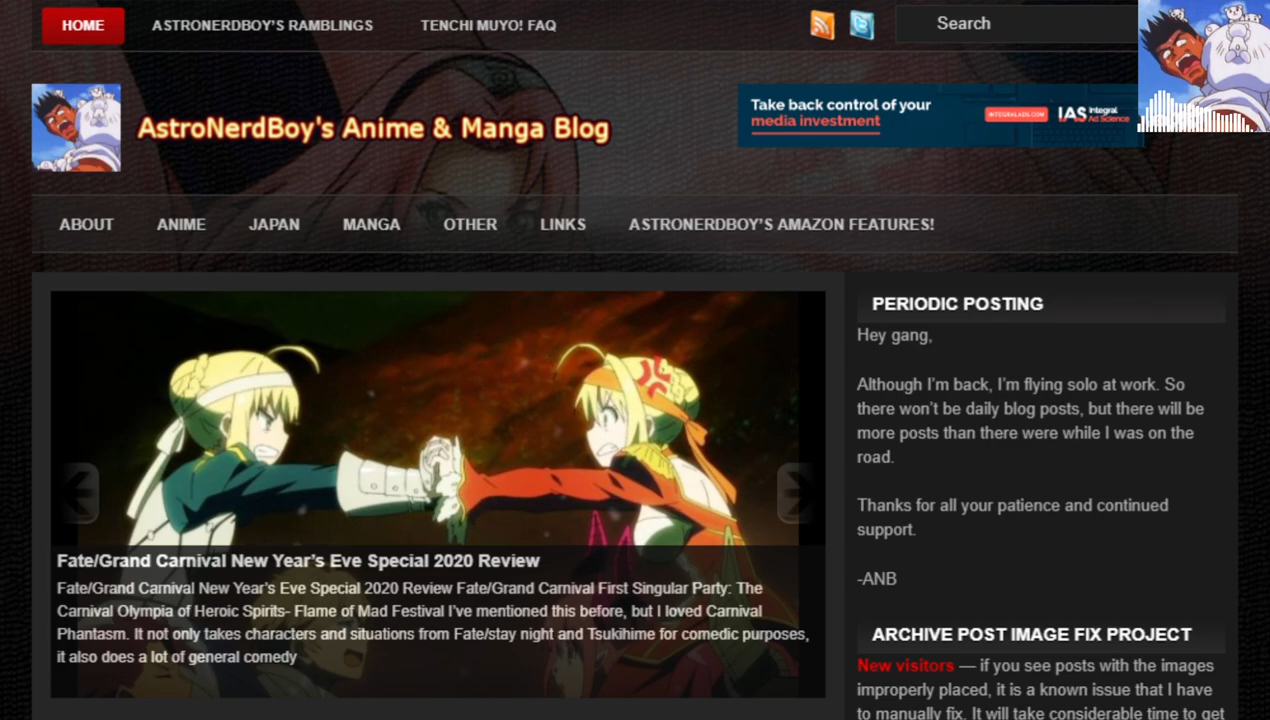 HOME
ASTRONERDBOY'S RAMBLINGS
TENCHI MUYO! FAQ
Search
AstroNerdBoy's Anime & Manga Blog
Take back control of your
media investment
INTEGRALADS.COM
IAS Integral
Ad Science
ABOUT
ANIME
JAPAN
MANGA
OTHER
LINKS
ASTRONERDBOY'S AMAZON FEATURES!
Fate/Grand Carnival New Year's Eve Special 2020 Review
Fate/Grand Carnival New Year's Eve Special 2020 Review Fate/Grand Carnival First Singular Party: The
Carnival Olympia of Heroic Spirits- Flame of Mad Festival I've mentioned this before, but I loved Carnival
Phantasm. It not only takes characters and situations from Fate/stay night and Tsukihime for comedic purposes,
it also does a lot of general comedy
PERIODIC POSTING
Hey gang,
Although I'm back, I'm flying solo at work. So
there won't be daily blog posts, but there will be
more posts than there were while I was on the
road.
Thanks for all your patience and continued
support.
-ANB
ARCHIVE POST IMAGE FIX PROJECT
New visitors — if you see posts with the images
improperly placed, it is a known issue that I have
to manually fix. It will take considerable time to get